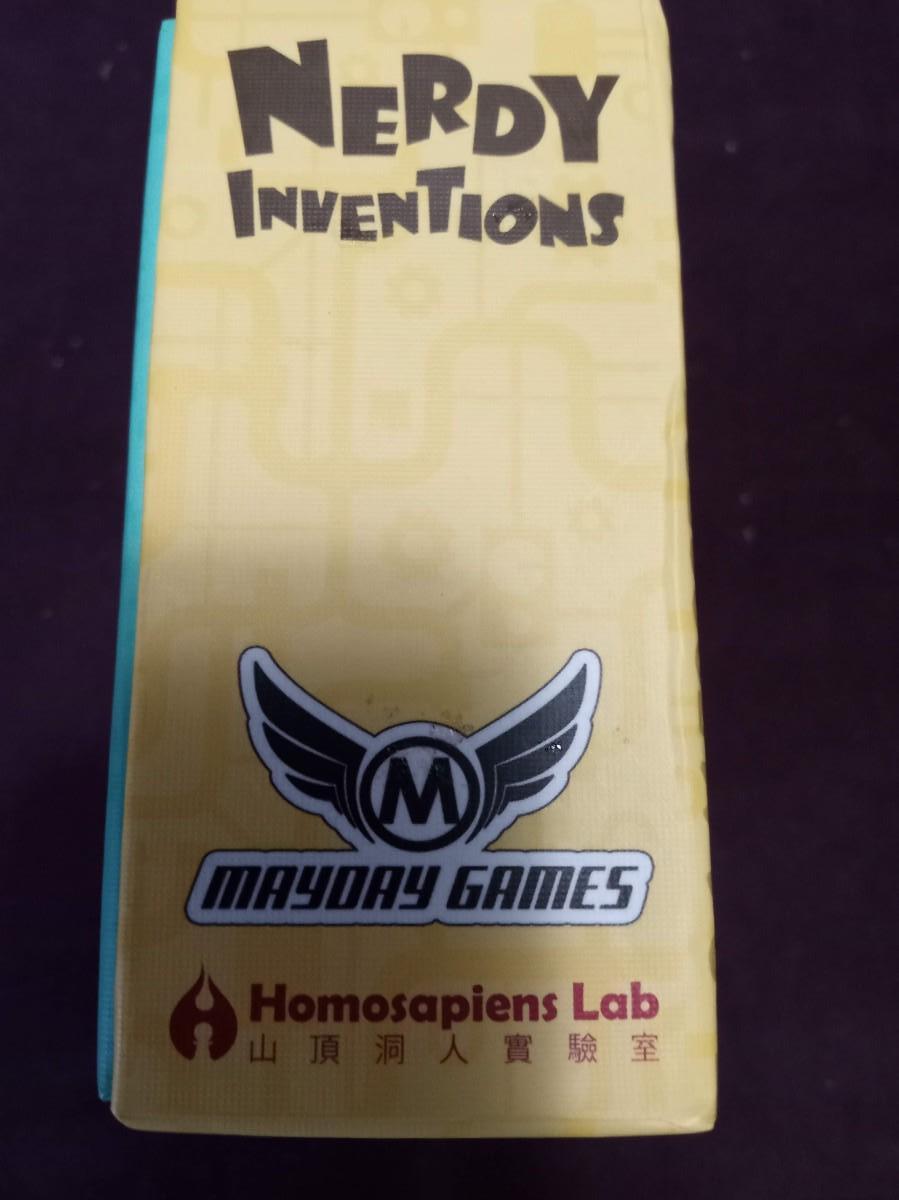 NERDY
INVENTIONS
M
MAYDAY GAMES
Homosapiens Lab
山頂洞人實驗室